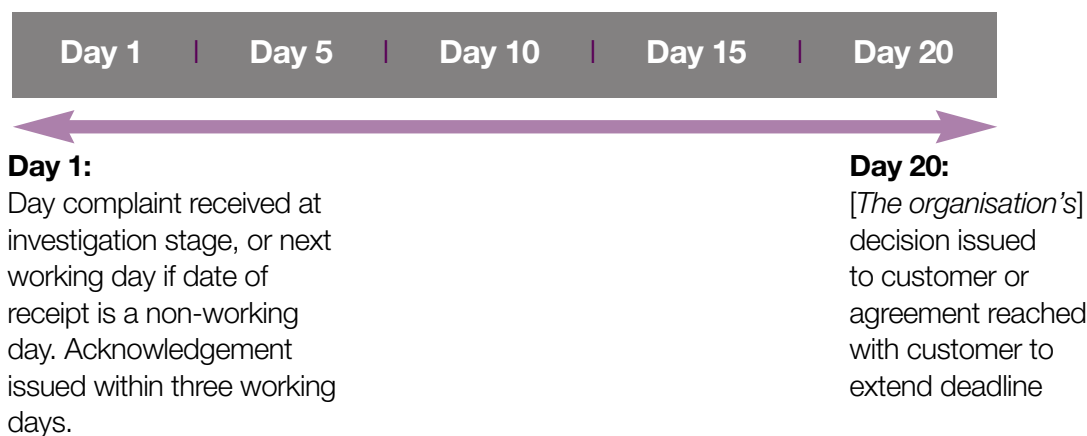 Day 1 | Day 5 | Day 10 | Day 15 | Day 20
Day 1:
Day complaint received at
investigation stage, or next
working day if date of
receipt is a non-working
day. Acknowledgement
issued within three working
days.
Day 20:
[The organisation's]
decision issued
to customer or
agreement reached
with customer to
extend deadline